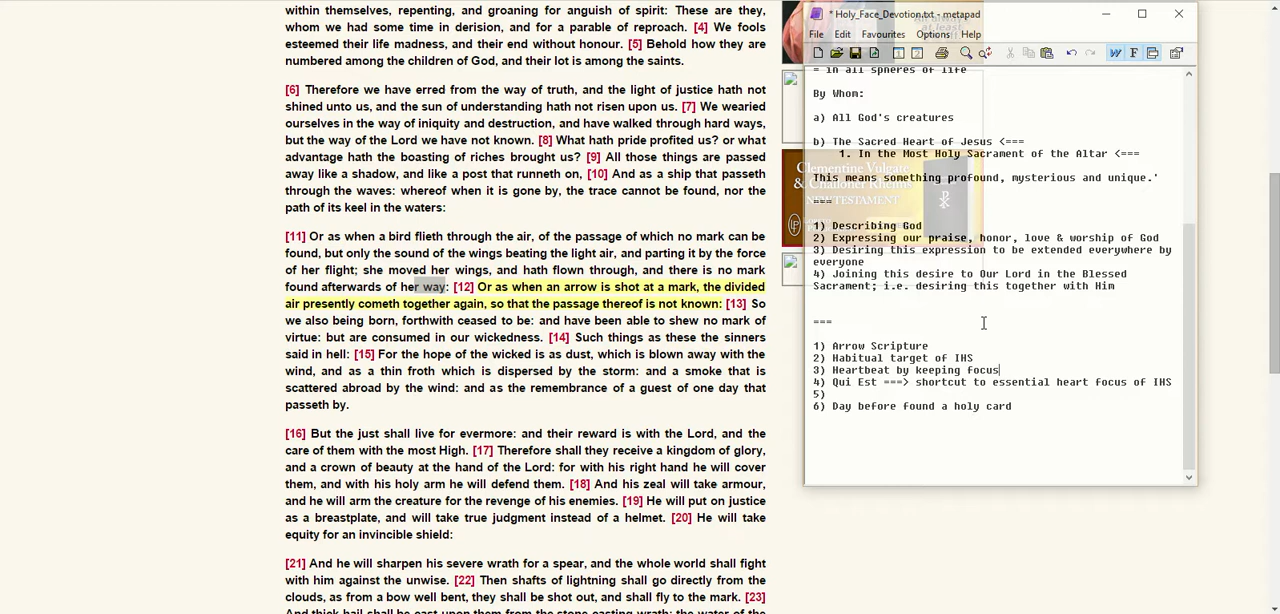 within themselves, repenting, and groaning for anguish of spirit: These are they,
whom we had some time in derision, and for a parable of reproach. [4] We fools
esteemed their life madness, and their end without honour. [5] Behold how they are
numbered among the children of God, and their lot is among the saints.
[6] Therefore we have erred from the way of truth, and the light of justice hath not
shined unto us, and the sun of understanding hath not risen upon us. [7] We wearied
ourselves in the way of iniquity and destruction, and have walked through hard ways,
but the way of the Lord we have not known. [8] What hath pride profited us? or what
advantage hath the boasting of riches brought us? [9] All those things are passed
away like a shadow, and like a post that runneth on, [10] And as a ship that passeth
through the waves: whereof when it is gone by, the trace cannot be found, nor the
path of its keel in the waters:
[11] Or as when a bird flieth through the air, of the passage of which no mark can be
found, but only the sound of the wings beating the light air, and parting it by the force
of her flight; she moved her wings, and hath flown through, and there is no mark
found afterwards of her way: [12] Or as when an arrow is shot at a mark, the divided
air presently cometh together again, so that the passage thereof is not known: [13] So
we also being born, forthwith ceased to be: and have been able to shew no mark of
virtue: but are consumed in our wickedness. [14] Such things as these the sinners
said in hell: [15] For the hope of the wicked is as dust, which is blown away with the
wind, and as a thin froth which is dispersed by the storm: and a smoke that is
scattered abroad by the wind: and as the remembrance of a guest of one day that
passeth by.
[16] But the just shall live for evermore: and their reward is with the Lord, and the
care of them with the most High. [17] Therefore shall they receive a kingdom of glory,
and a crown of beauty at the hand of the Lord: for with his right hand he will cover
them, and with his holy arm he will defend them. [18] And his zeal will take armour,
and he will arm the creature for the revenge of his enemies. [19] He will put on justice
as a breastplate, and will take true judgment instead of a helmet. [20] He will take
equity for an invincible shield:
[21] And he will sharpen his severe wrath for a spear, and the whole world shall fight
with him against the unwise. [22] Then shafts of lightning shall go directly from the
clouds, as from a bow well bent, they shall be shot out, and shall fly to the mark. [23]
And thick hail shall be cast upon them from the stone casting wrath: the water of the
* Holy_Face_Devotion.txt - metapad
File Edit Favourites Options Help
= in all spheres of life
By Whom:
a) All God's creatures
b) The Sacred Heart of Jesus <===
1. In the Most Holy Sacrament of the Altar <===
This means something profound, mysterious and unique.'
===
1) Describing God
2) Expressing our praise, honor, love & worship of God
3) Desiring this expression to be extended everywhere by
everyone
4) Joining this desire to Our Lord in the Blessed
Sacrament; i.e. desiring this together with Him
===
1) Arrow Scripture
2) Habitual target of IHS
3) Heartbeat by keeping focus
4) Qui Est ===> shortcut to essential heart focus of IHS
5)
6) Day before found a holy card
Clementine Vulgate
& Challoner Rheims
NEW TESTAMENT